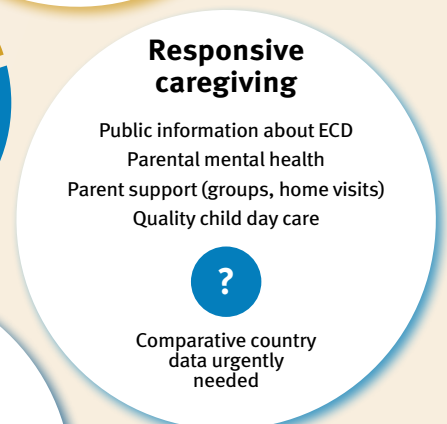 Responsive
caregiving
Public information about ECD
Parental mental health
Parent support (groups, home visits)
Quality child day care
?
Comparative country
data urgently
needed